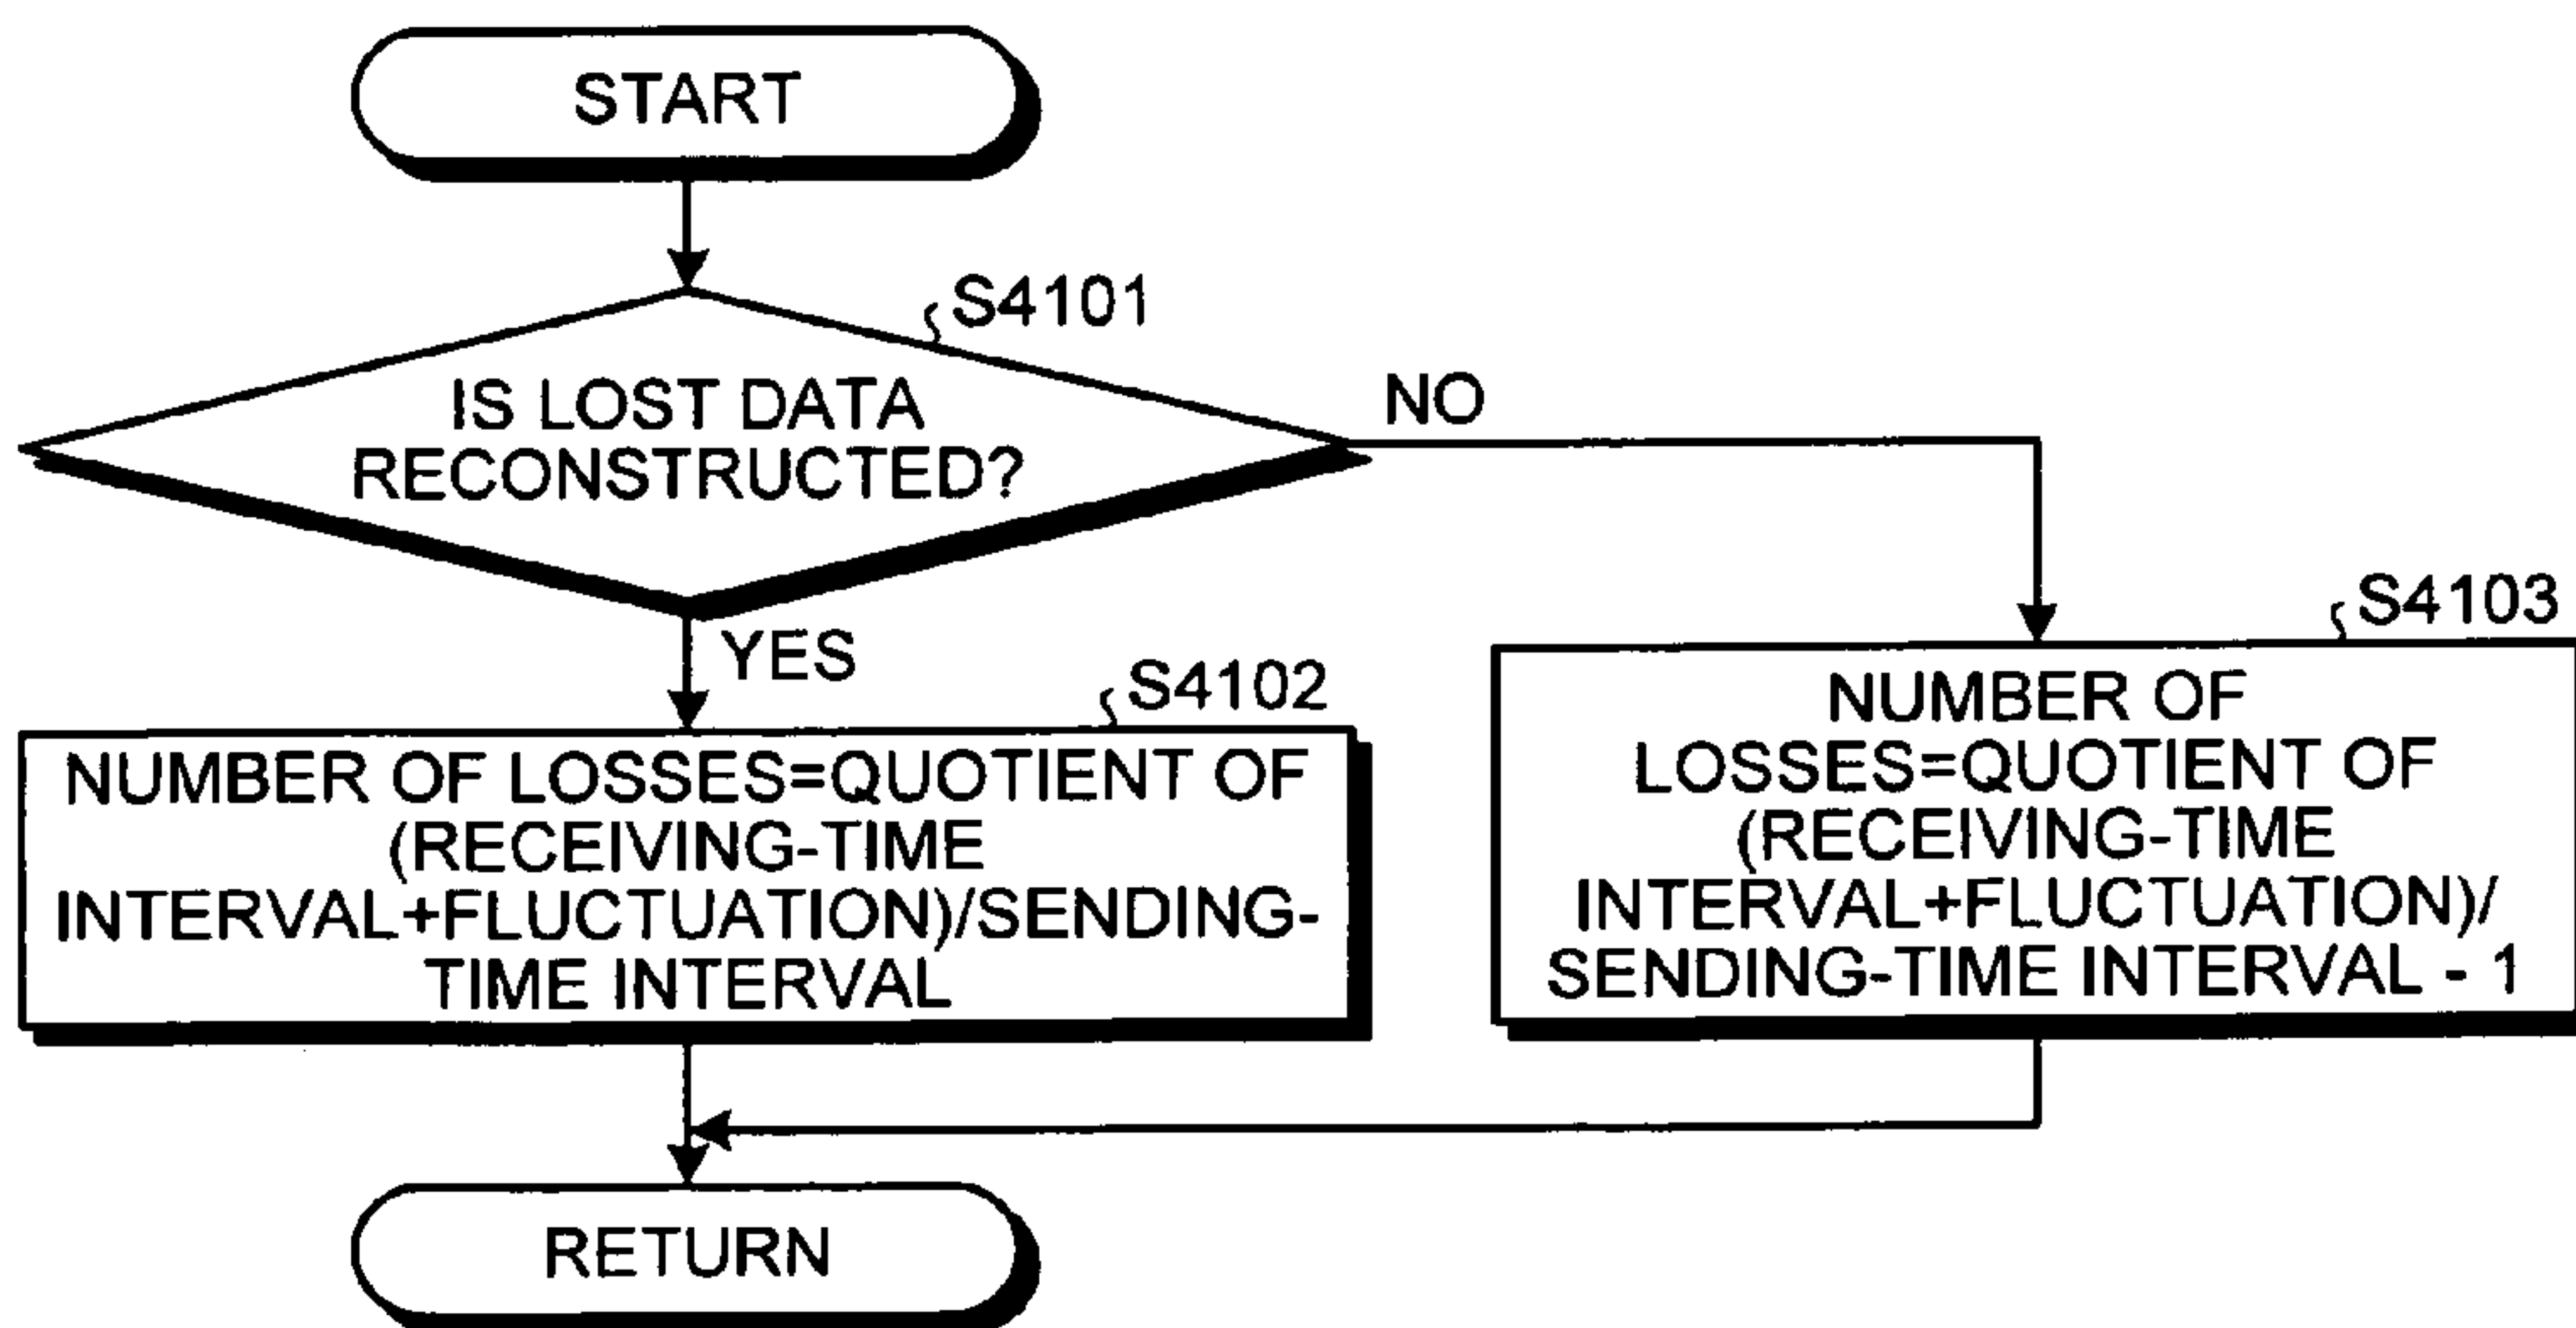 START
S4101
IS LOST DATA
RECONSTRUCTED?
NO
YES
S4102
NUMBER OF LOSSES=QUOTIENT OF
(RECEIVING-TIME
INTERVAL+FLUCTUATION)/SENDING-
TIME INTERVAL
S4103
NUMBER OF
LOSSES=QUOTIENT OF
(RECEIVING-TIME
INTERVAL+FLUCTUATION)/
SENDING-TIME INTERVAL - 1
RETURN